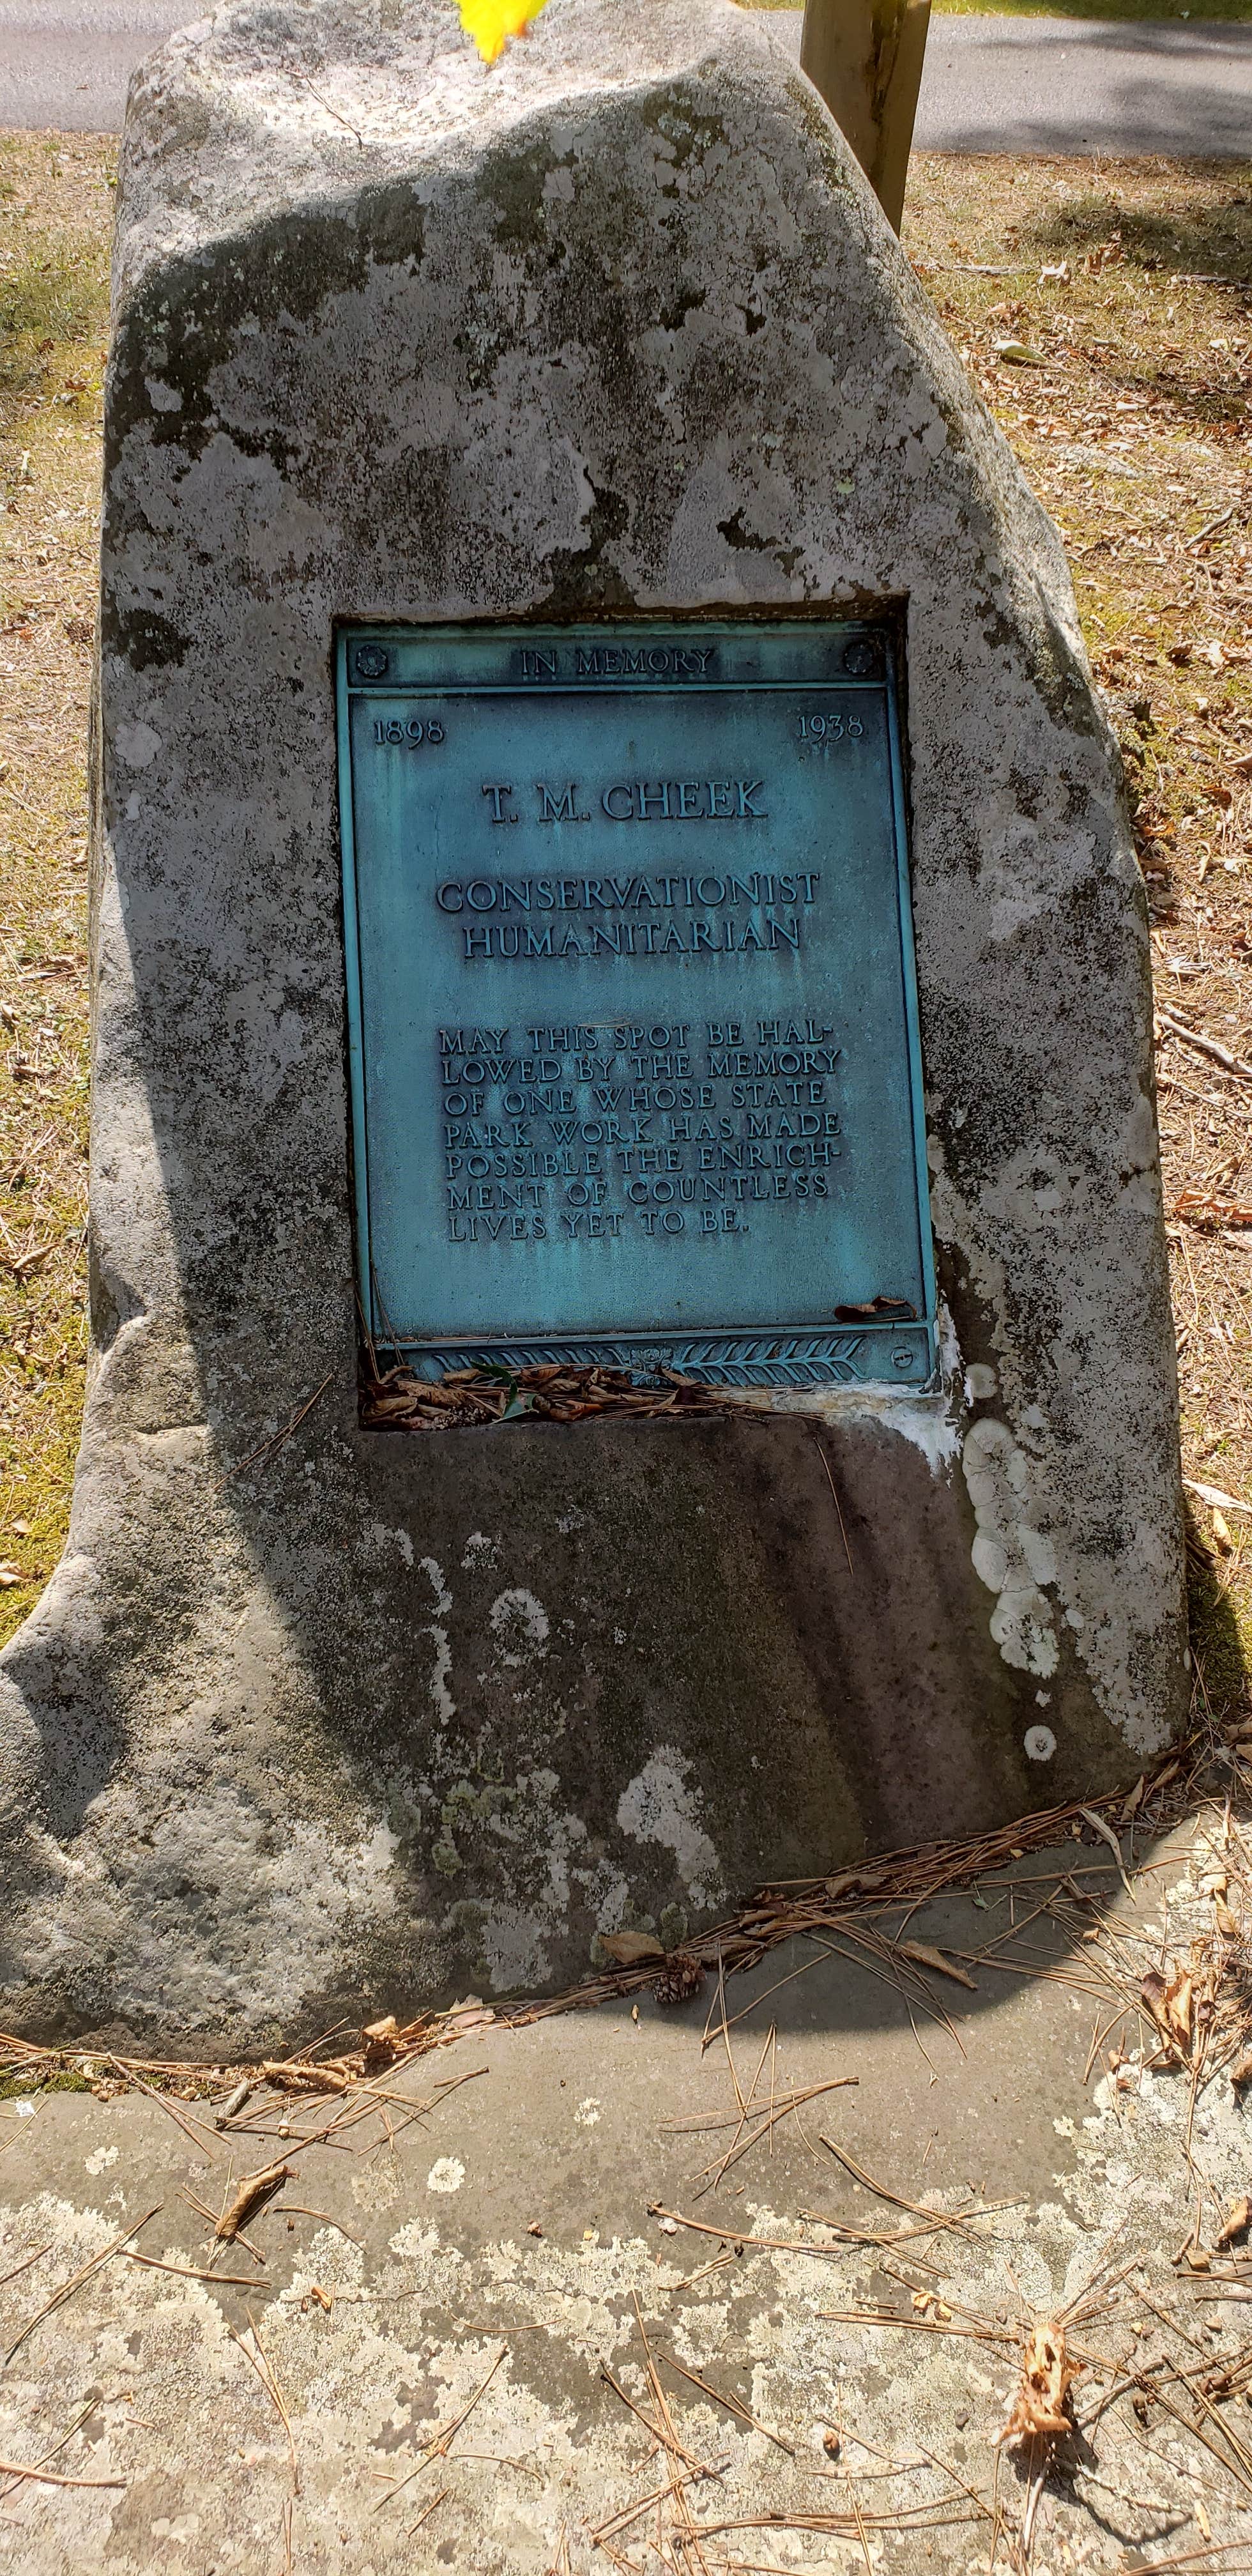 IN MEMORY
1898 1938
T. M. CHEEK
CONSERVATIONIST
HUMANITARIAN
MAY THIS SPOT BE HAL-
LOWED BY THE MEMORY
OF ONE WHOSE STATE
PARK WORK HAS MADE
POSSIBLE THE ENRICH-
MENT OF COUNTLESS
LIVES YET TO BE.